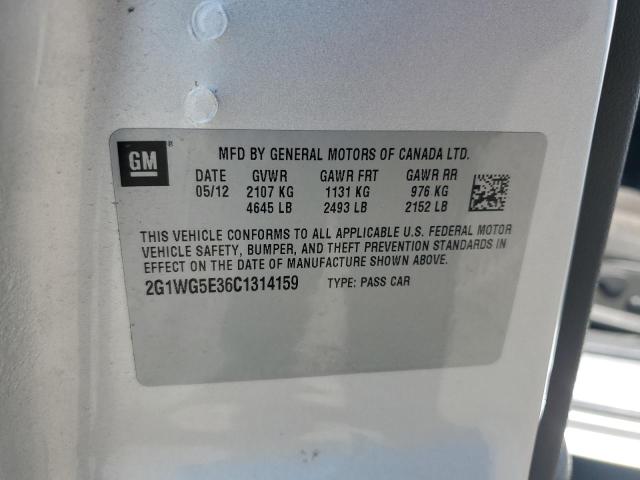 GM ®
MFD BY GENERAL MOTORS OF CANADA LTD.
DATE GVWR GAWR FRT GAWR RR
05/12 2107 KG 1131 KG 976 KG
4645 LB 2493 LB 2152 LB
THIS VEHICLE CONFORMS TO ALL APPLICABLE U.S. FEDERAL MOTOR
VEHICLE SAFETY, BUMPER, AND THEFT PREVENTION STANDARDS IN
EFFECT ON THE DATE OF MANUFACTURE SHOWN ABOVE.
2G1WG5E36C1314159 TYPE: PASS CAR